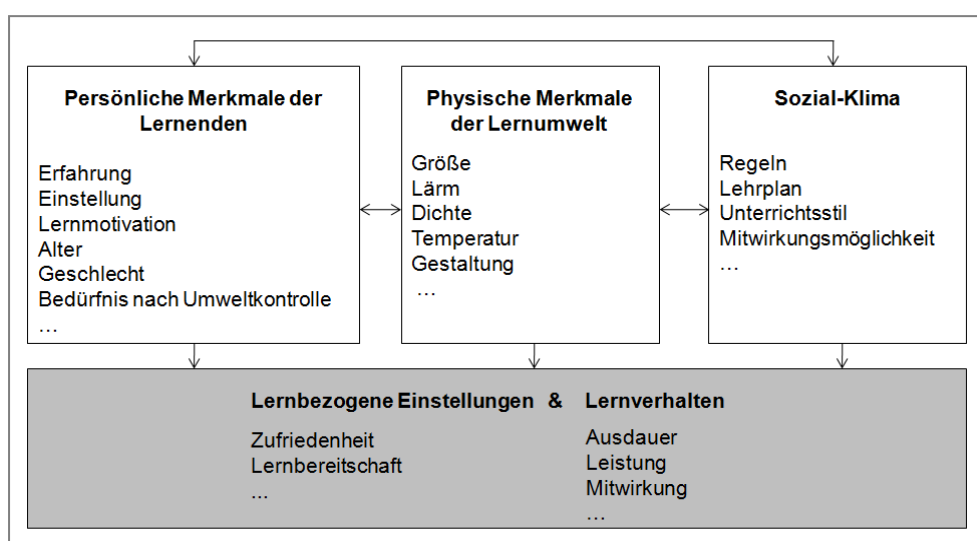 Persönliche Merkmale der
Lernenden
Erfahrung
Einstellung
Lernmotivation
Alter
Geschlecht
Bedürfnis nach Umweltkontrolle
…
Physische Merkmale
der Lernumwelt
Größe
Lärm
Dichte
Temperatur
Gestaltung
…
Sozial-Klima
Regeln
Lehrplan
Unterrichtsstil
Mitwirkungsmöglichkeit
…
Lernbezogene Einstellungen & Lernverhalten
Zufriedenheit
Lernbereitschaft
...
Ausdauer
Leistung
Mitwirkung
…